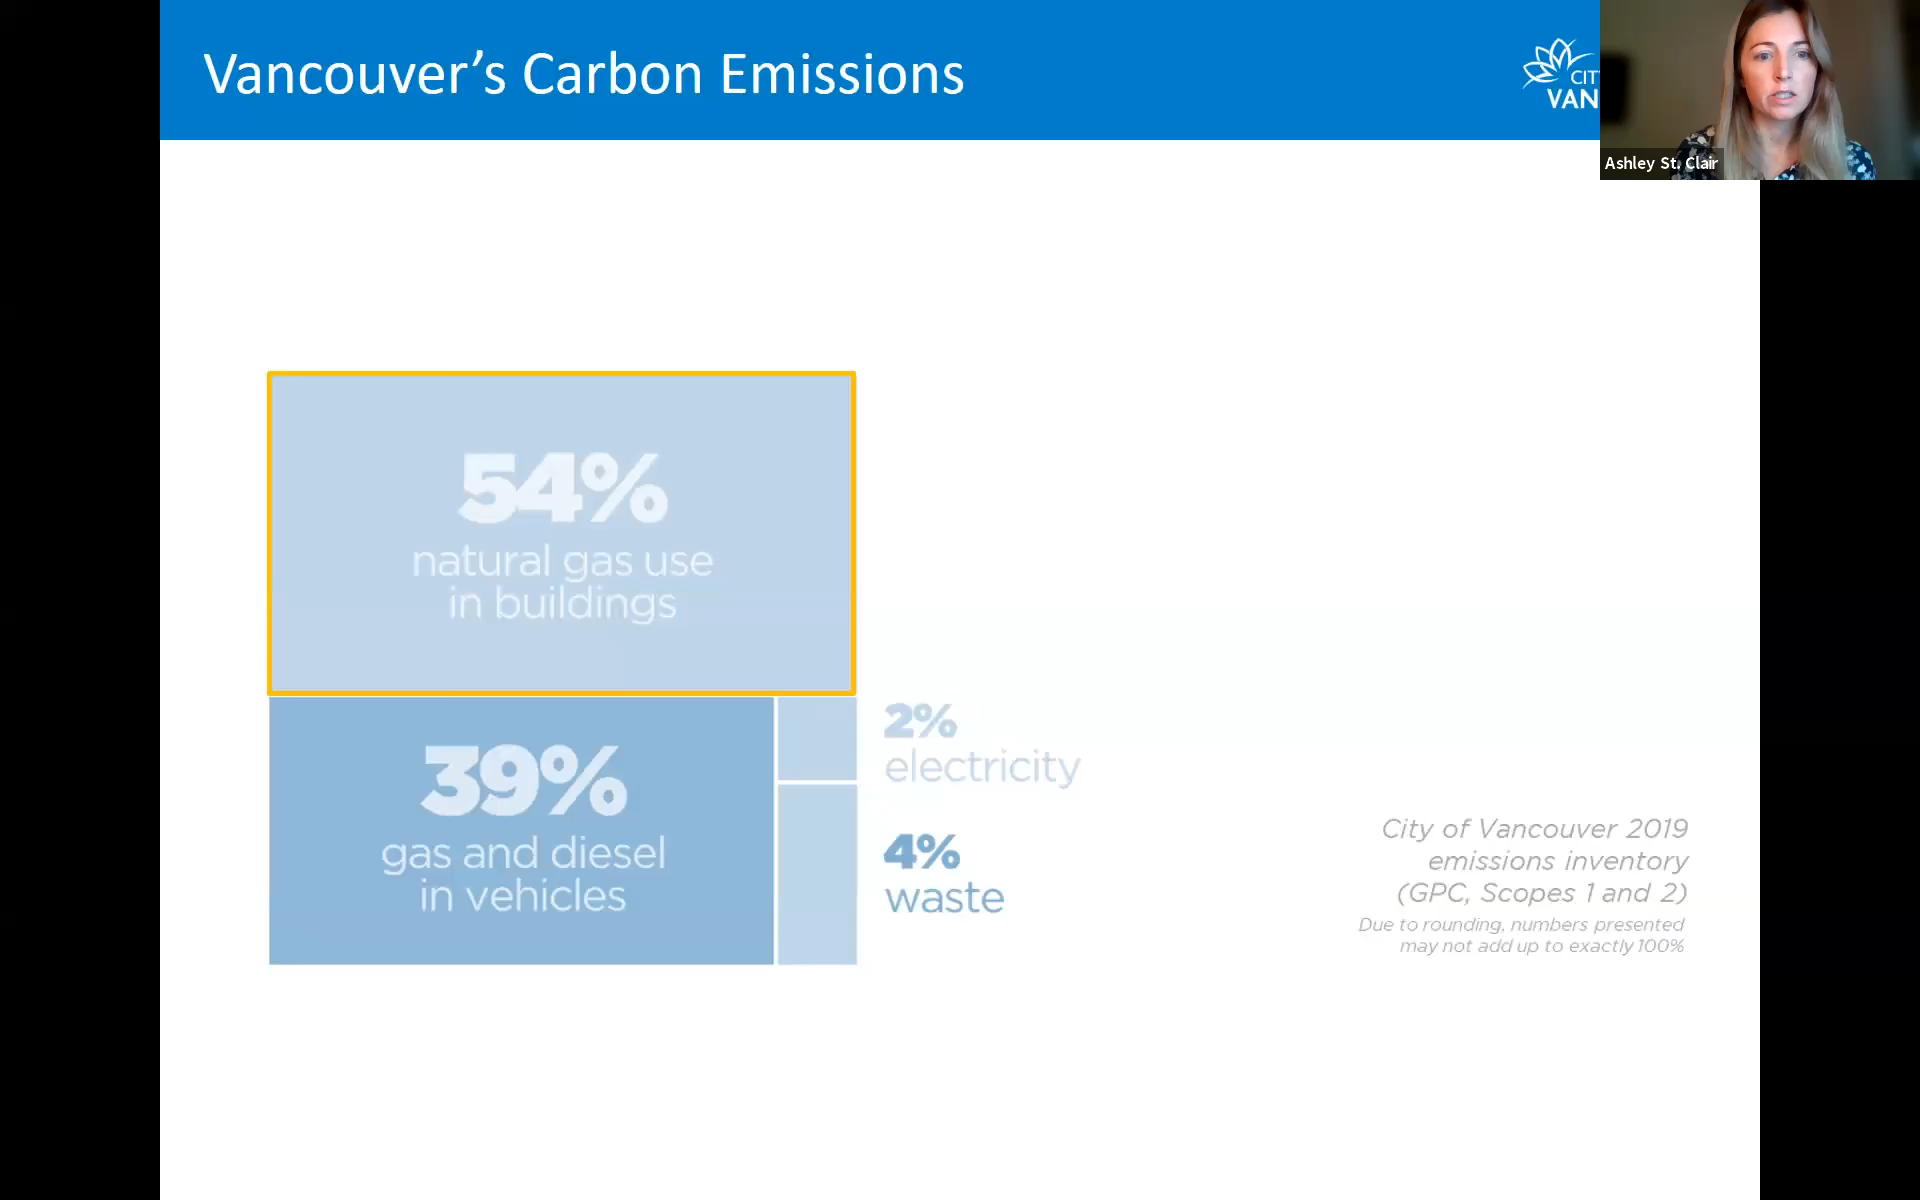 Vancouver's Carbon Emissions
CIT
VAN
Ashley St. Clair
54%
natural gas use
in buildings
39%
gas and diesel
in vehicles
2%
electricity
4%
waste
City of Vancouver 2019
emissions inventory
(GPC, Scopes 1 and 2)
Due to rounding, numbers presented
may not add up to exactly 100%